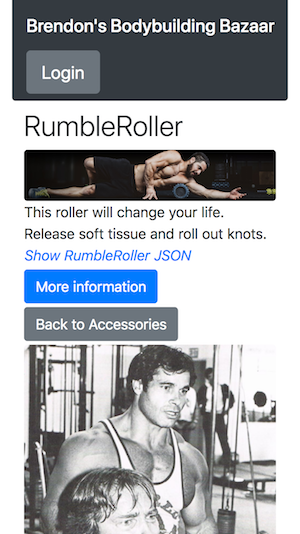 Brendon's Bodybuilding Bazaar
Login
RumbleRoller
This roller will change your life.
Release soft tissue and roll out knots.
Show RumbleRoller JSON
More information
Back to Accessories